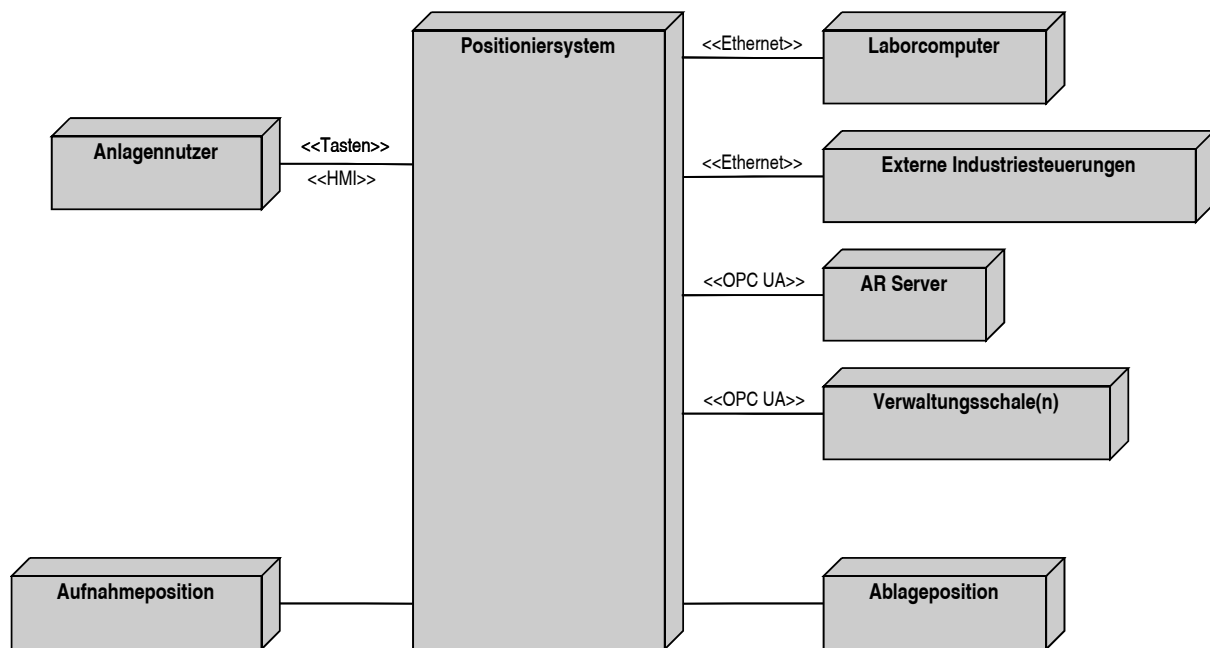 Positioniersystem
<<Ethernet>>
Laborcomputer
Anlagennutzer
<<Tasten>>
<<HMI>>
<<Ethernet>>
Externe Industriesteuerungen
<<OPC UA>>
AR Server
<<OPC UA>>
Verwaltungsschale(n)
Aufnahmeposition
Ablageposition